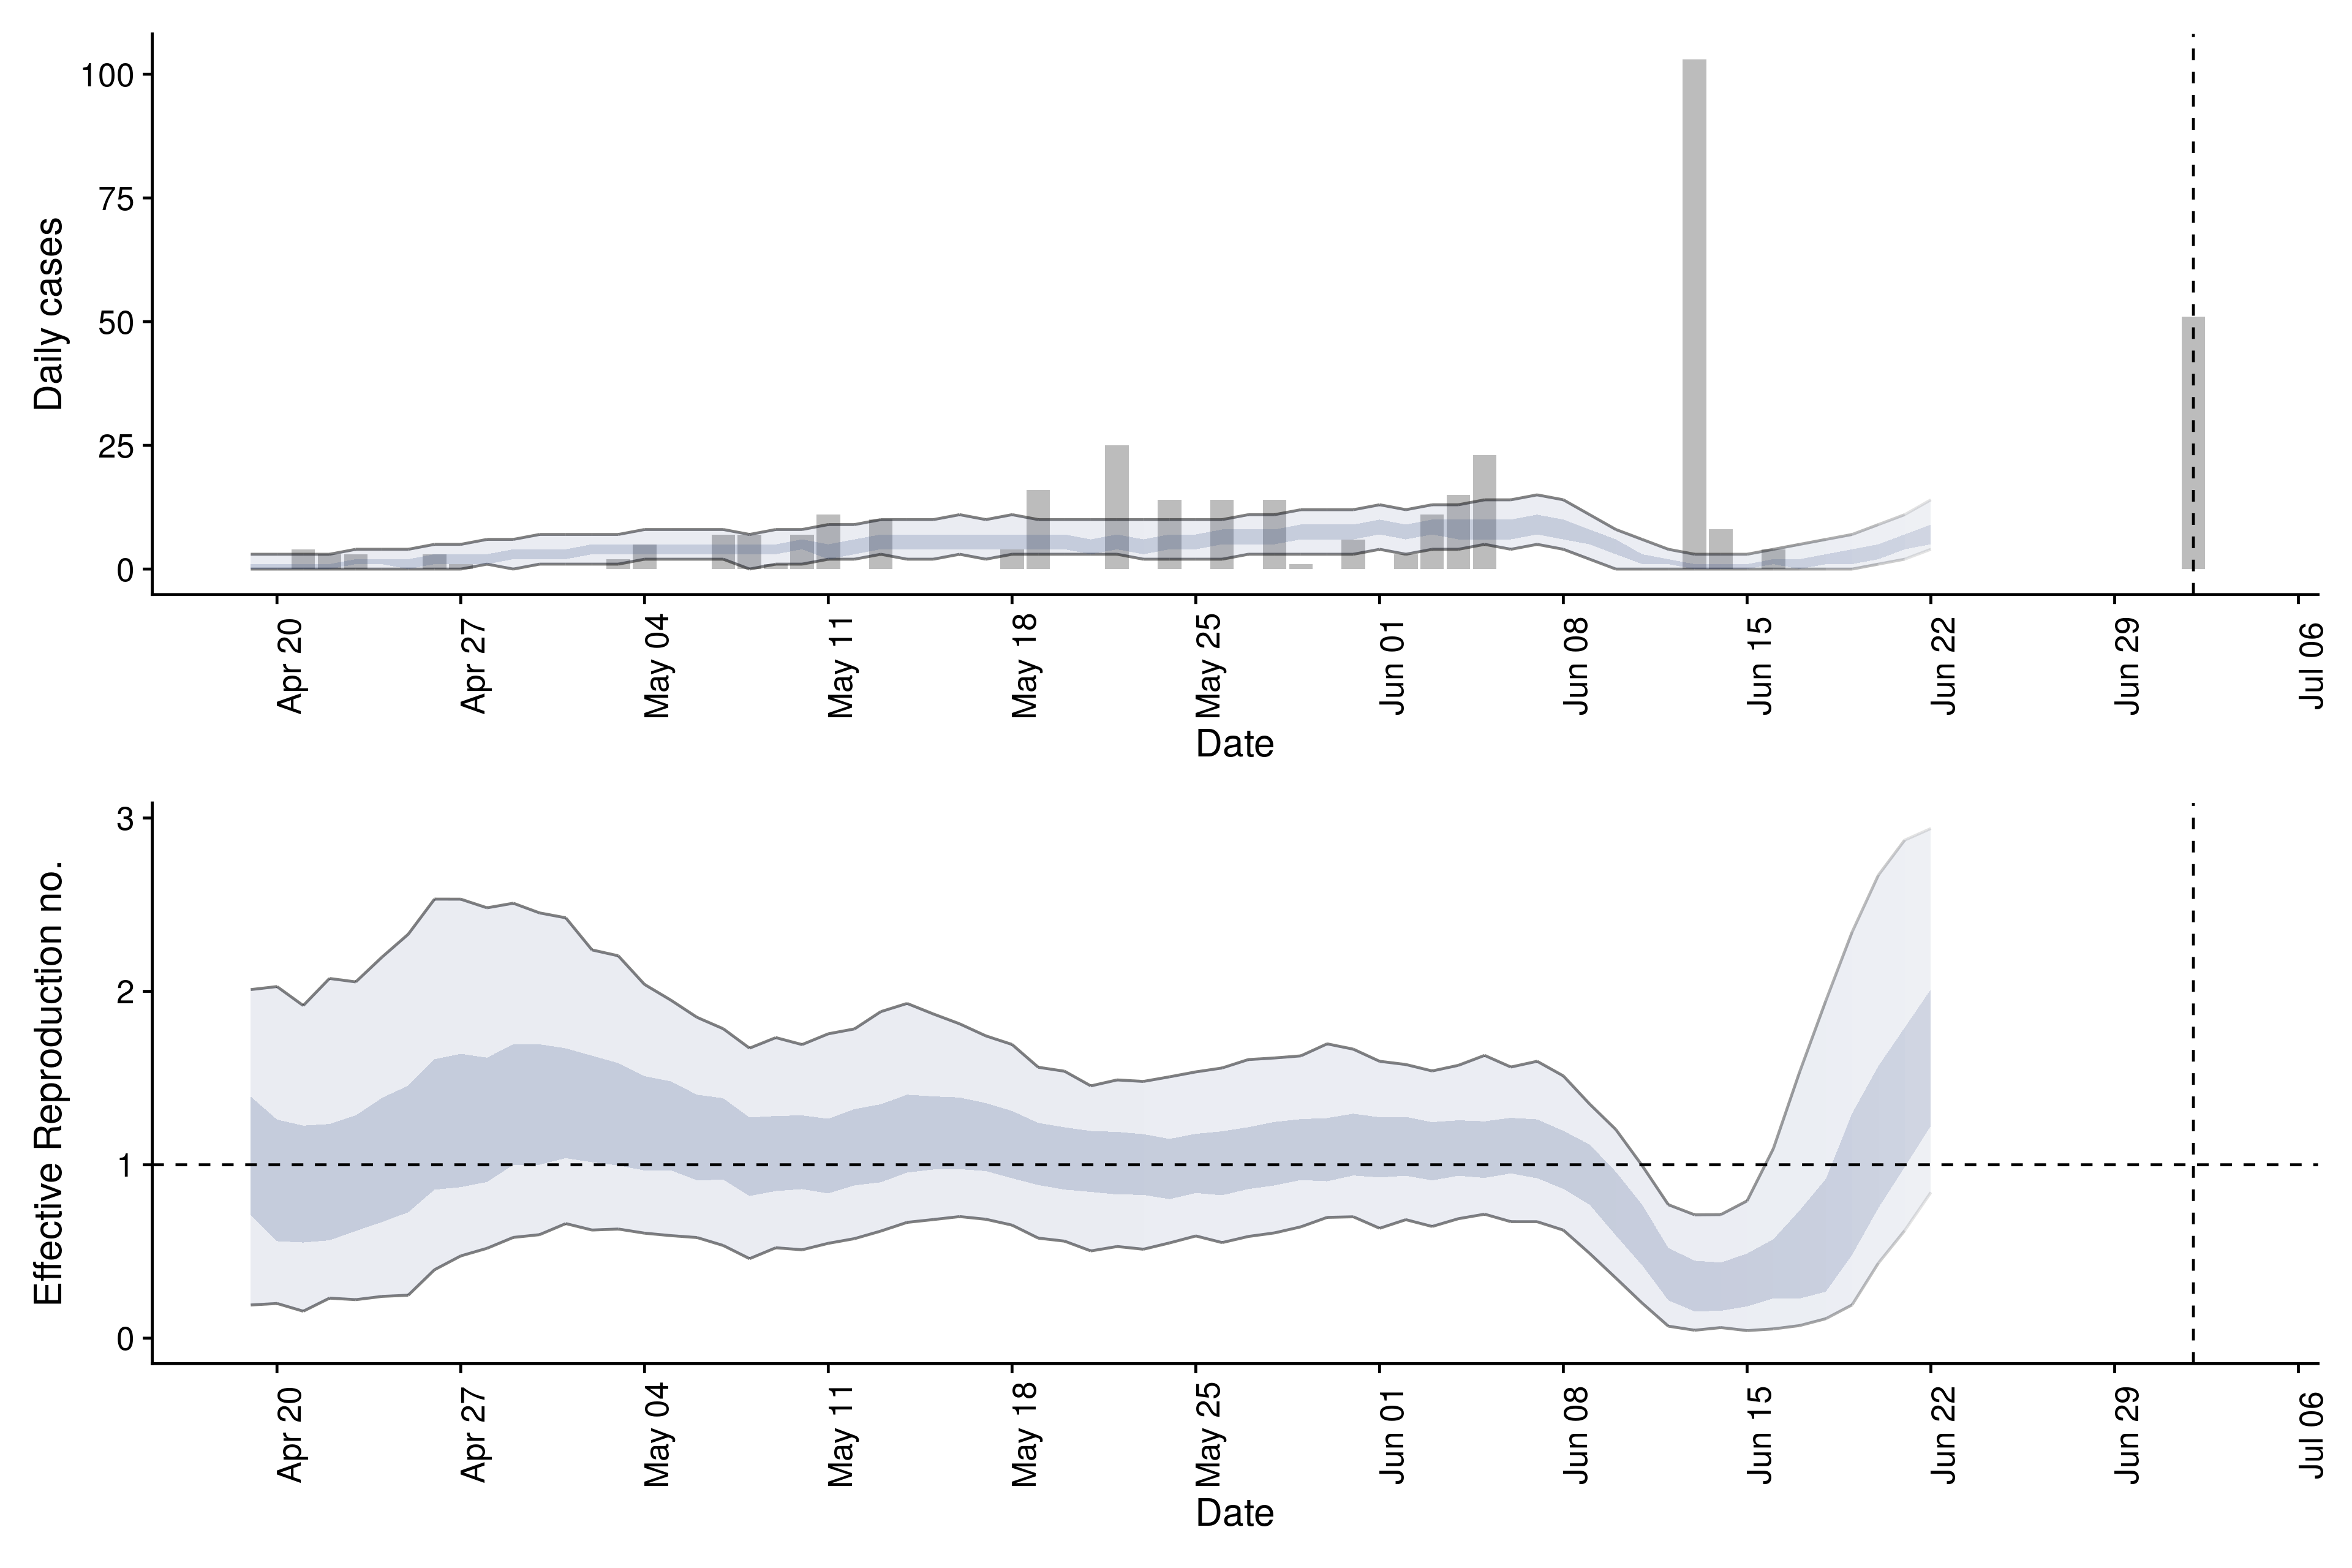 Daily cases
100
75
50
25
0
Apr 20
Apr 27
May 04
May 11
May 18
May 25
Jun 01
Jun 08
Jun 15
Jun 22
Jun 29
Jul 06
Date
Effective Reproduction no.
3
2
1
0
Apr 20
Apr 27
May 04
May 11
May 18
May 25
Jun 01
Jun 08
Jun 15
Jun 22
Jun 29
Jul 06
Date